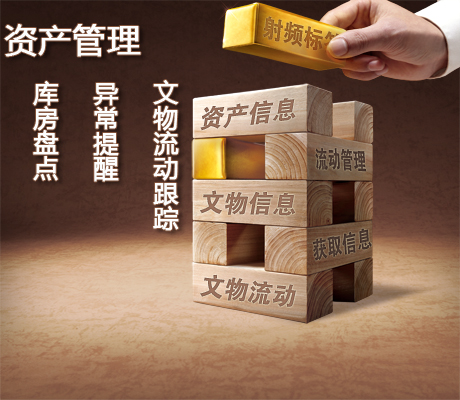 资产管理
库房盘点
异常提醒
文物流动跟踪
射频标签
资产信息
流动管理
文物信息
获取信息
文物流动